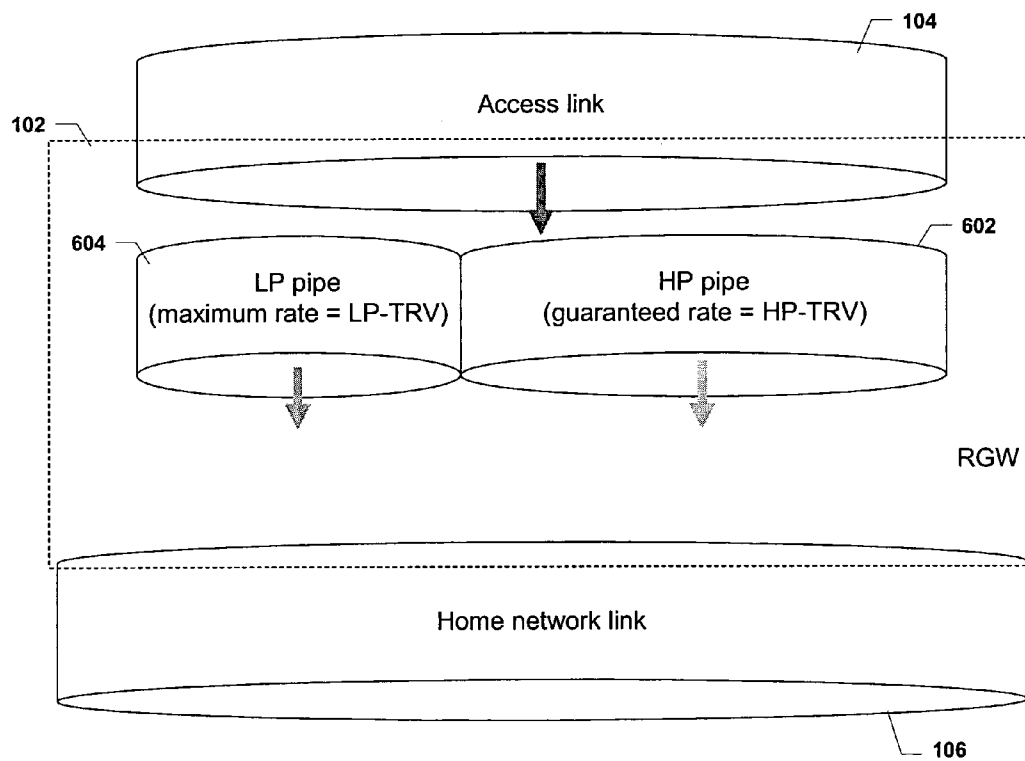 104
Access link
102
604
602
LP pipe
(maximum rate = LP-TRV)
HP pipe
(guaranteed rate = HP-TRV)
RGW
Home network link
106